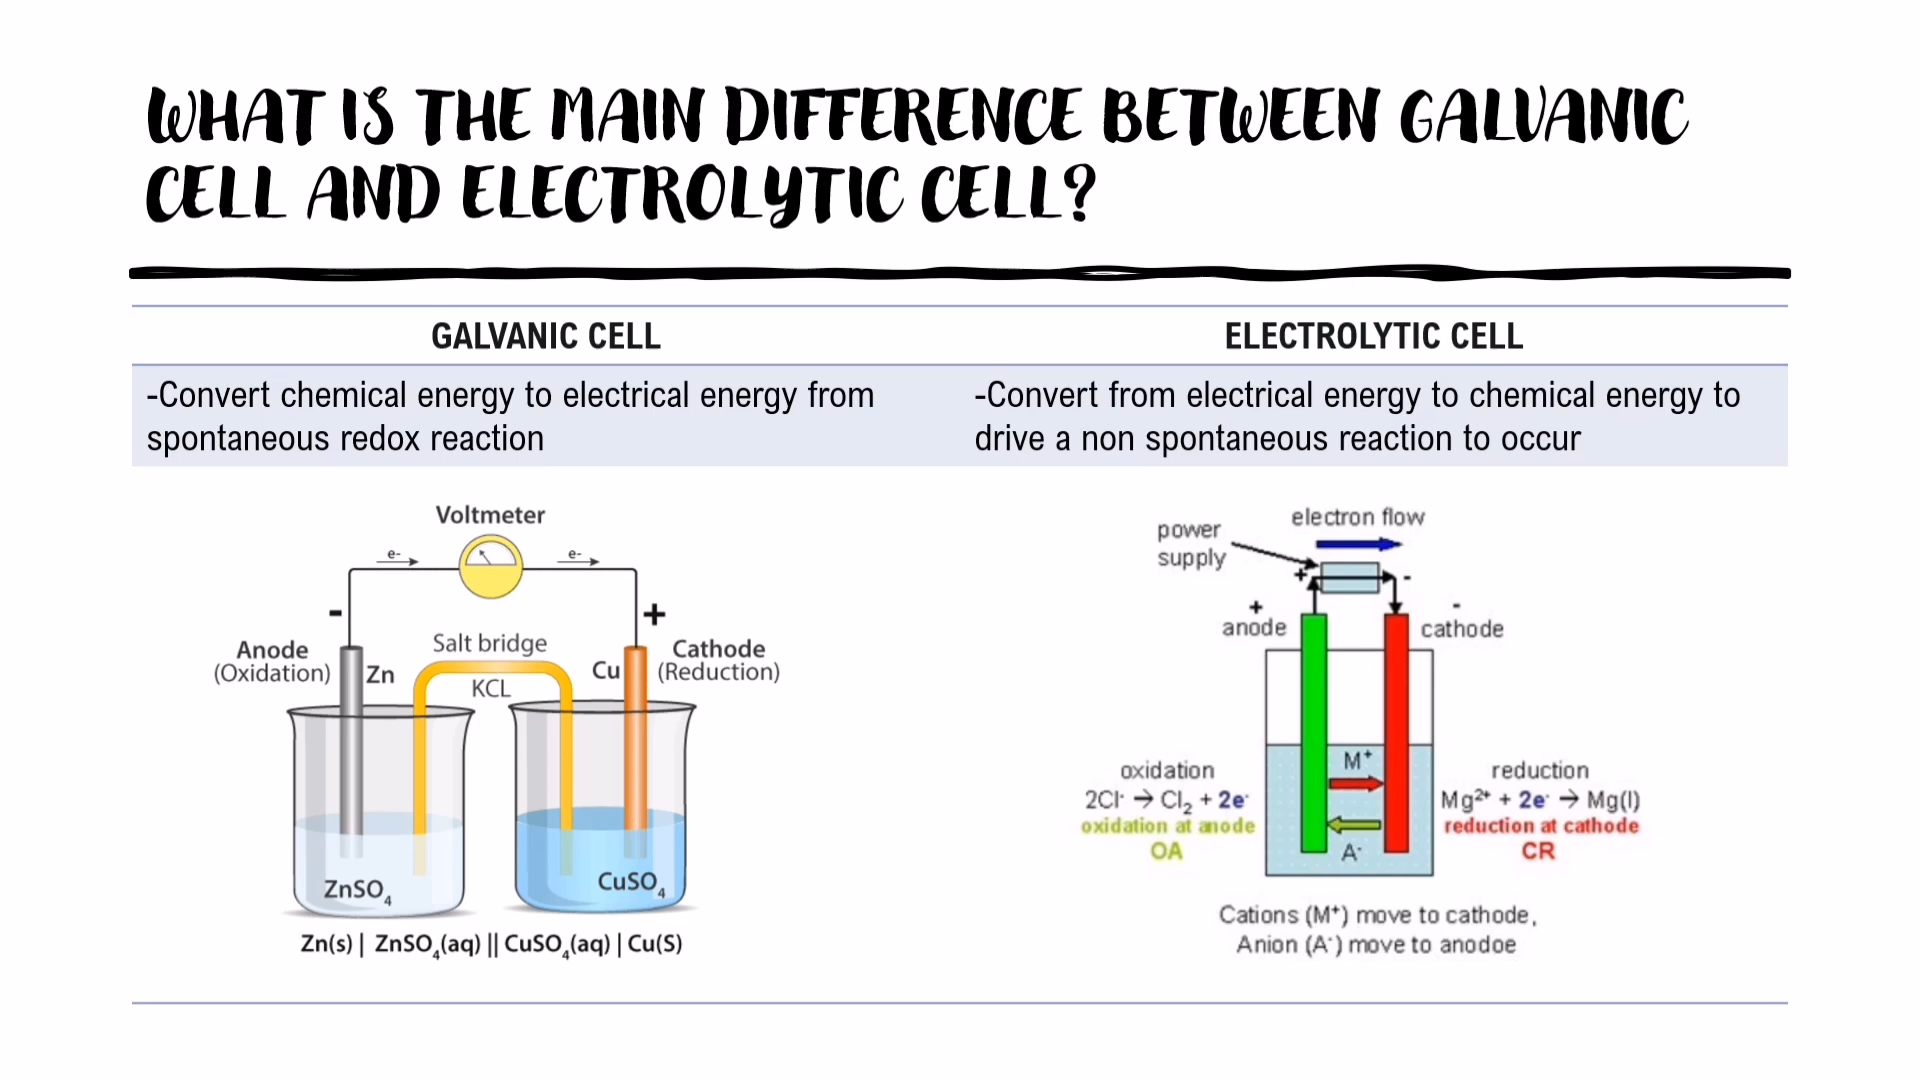 WHAT IS THE MAIN DIFFERENCE BETWEEN GALVANIC
CELL AND ELECTROLYTIC CELL?
GALVANIC CELL
ELECTROLYTIC CELL
-Convert chemical energy to electrical energy from
spontaneous redox reaction
-Convert from electrical energy to chemical energy to
drive a non spontaneous reaction to occur
Voltmeter
e-
e-
-
+
Anode
(Oxidation)
Zn
Salt bridge
KCL
Cu
Cathode
(Reduction)
ZnSO₄
CuSO₄
Zn(s) | ZnSO₄(aq) || CuSO₄(aq) | Cu(S)
electron flow
power
supply
+
-
+
anode
-
cathode
M⁺
A⁻
oxidation
2Cl⁻ → Cl₂ + 2e⁻
oxidation at anode
OA
reduction
Mg²⁺ + 2e⁻ → Mg(l)
reduction at cathode
CR
Cations (M⁺) move to cathode,
Anion (A⁻) move to anodoe